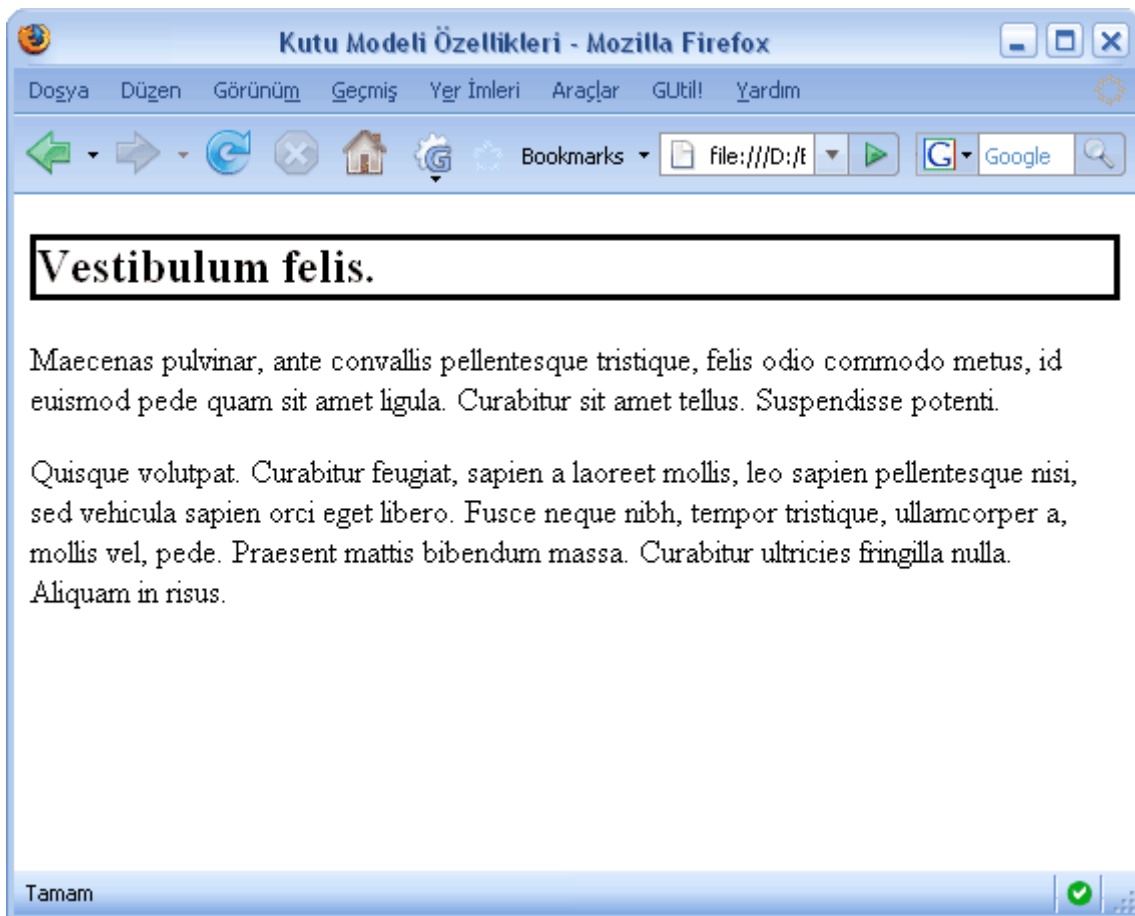 Kutu Modeli Özellikleri - Mozilla Firefox
Dosya Düzen Görünüm Geçmiş Yer İmleri Araçlar GUtil! Yardım
G Bookmarks file:///D:/E G Google
Vestibulum felis.
Maecenas pulvinar, ante convallis pellentesque tristique, felis odio commodo metus, id
euismod pede quam sit amet ligula. Curabitur sit amet tellus. Suspendisse potenti.
Quisque volutpat. Curabitur feugiat, sapien a laoreet mollis, leo sapien pellentesque nisi,
sed vehicula sapien orci eget libero. Fusce neque nibh, tempor tristique, ullamcorper a,
mollis vel, pede. Praesent mattis bibendum massa. Curabitur ultricies fringilla nulla.
Aliquam in risus.
Tamam